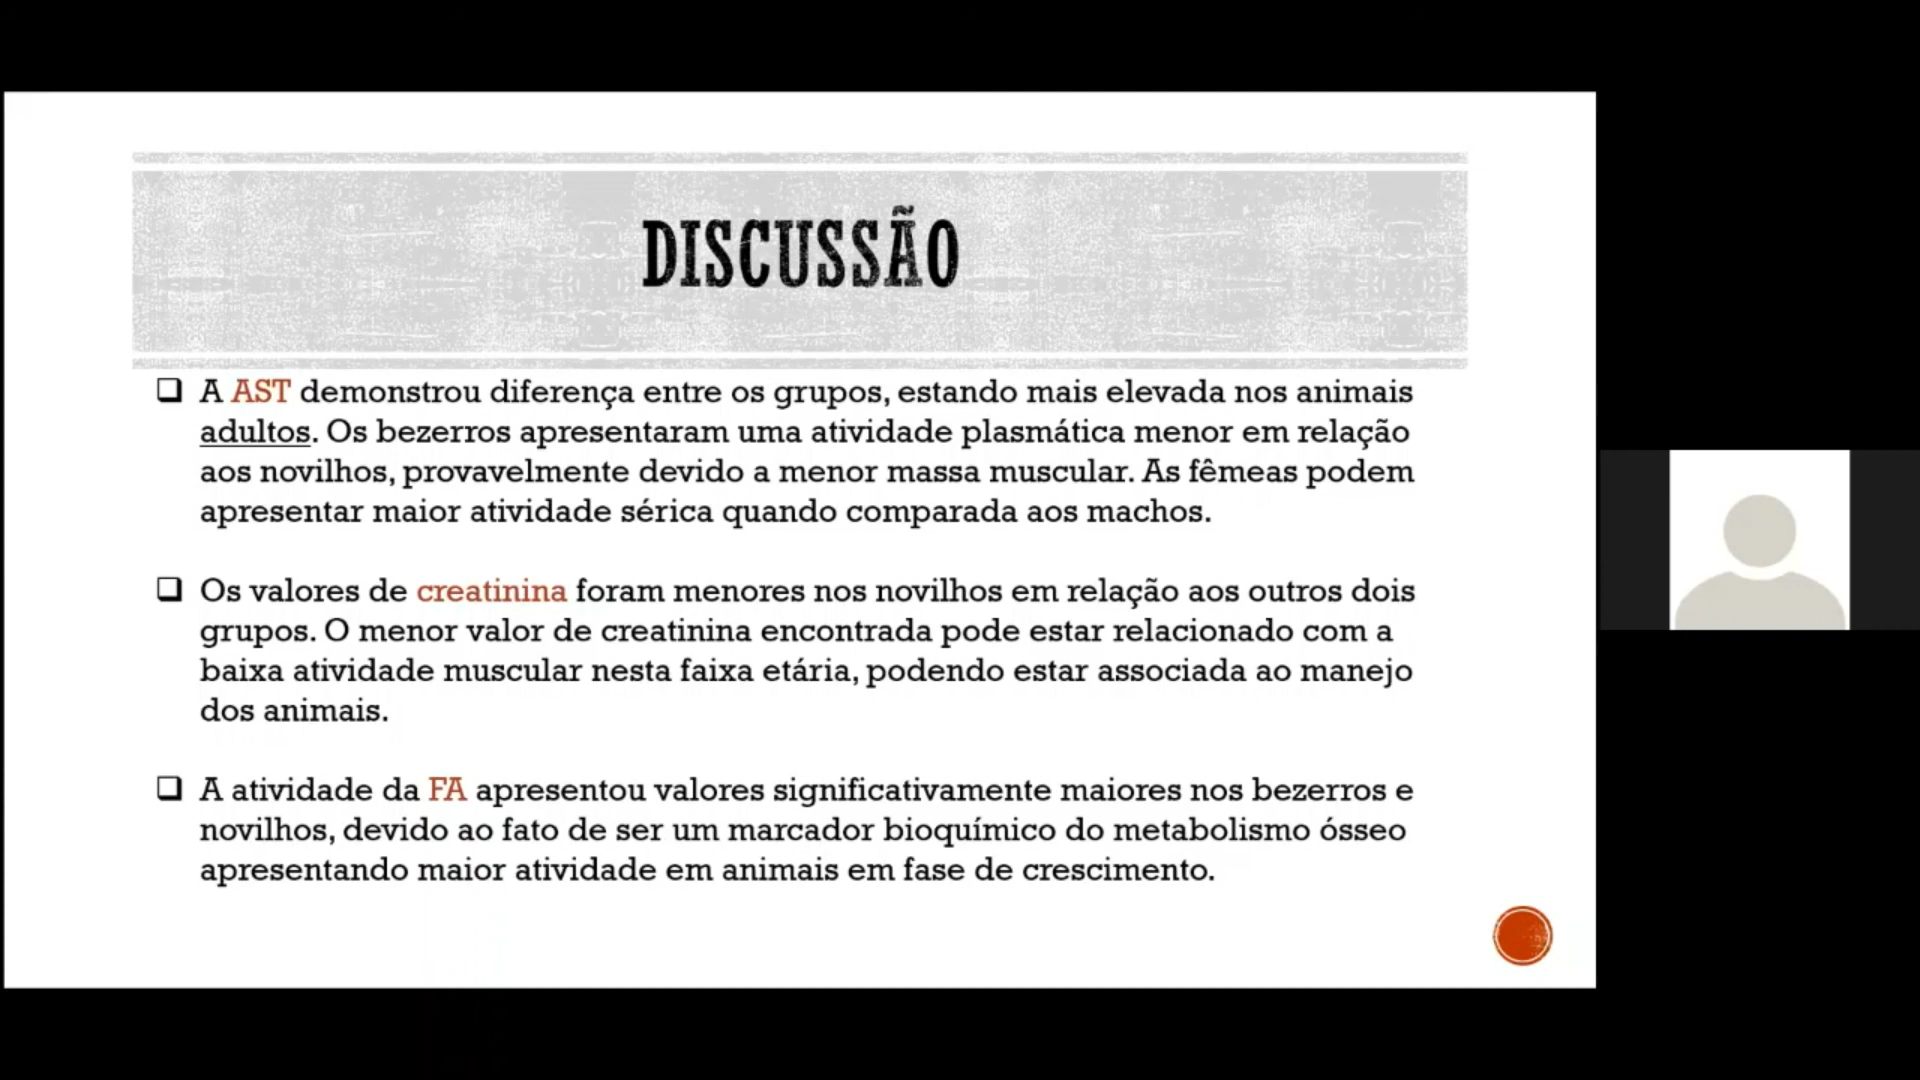 DISCUSSÃO
A AST demonstrou diferença entre os grupos, estando mais elevada nos animais
adultos. Os bezerros apresentaram uma atividade plasmática menor em relação
aos novilhos, provavelmente devido a menor massa muscular. As fêmeas podem
apresentar maior atividade sérica quando comparada aos machos.
Os valores de creatinina foram menores nos novilhos em relação aos outros dois
grupos. O menor valor de creatinina encontrada pode estar relacionado com a
baixa atividade muscular nesta faixa etária, podendo estar associada ao manejo
dos animais.
A atividade da FA apresentou valores significativamente maiores nos bezerros e
novilhos, devido ao fato de ser um marcador bioquímico do metabolismo ósseo
apresentando maior atividade em animais em fase de crescimento.